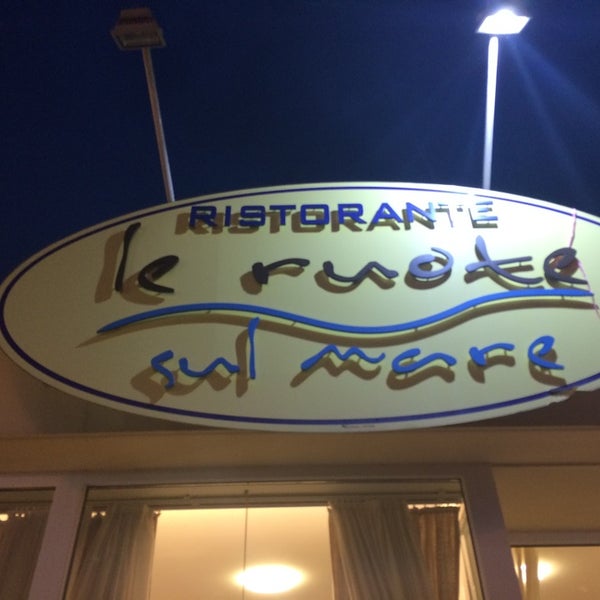 RISTORANTE
le ruote
sul mare